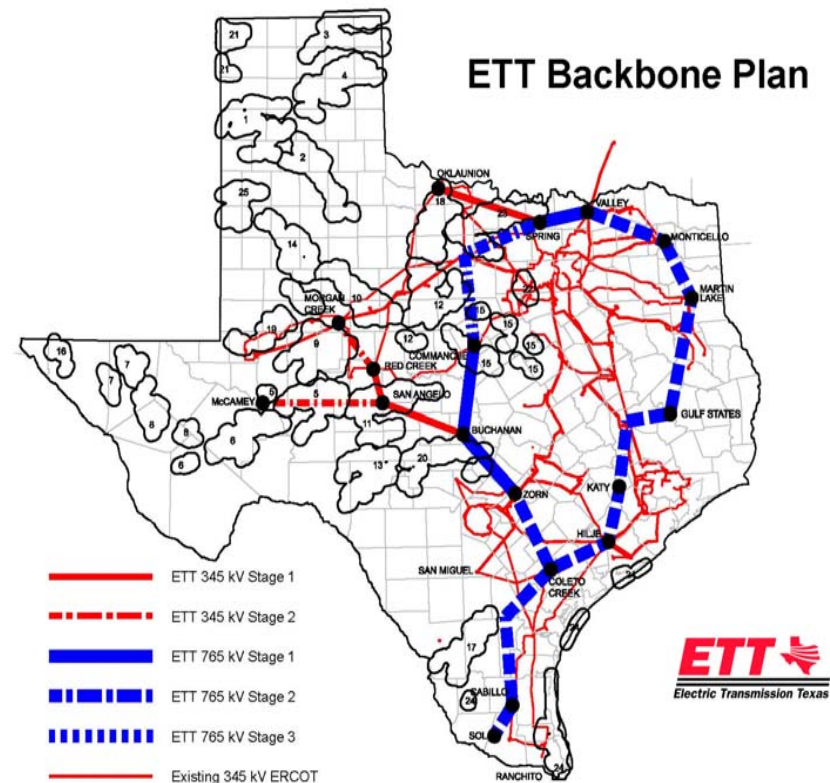 ETT Backbone Plan
21
3
21
4
1
2
25
OKLAUNION
18
VALLEY
SPRING
MONTICELLO
14
MARTIN
LAKE
10
12
22
MORGAN
CREEK
15
15
19
9
12
15
16
COMMANCHE
15
15
7
7
RED CREEK
5
5
McCAMEY
SAN ANGELO
GULF STATES
8
8
11
BUCHANAN
6
6
13
20
KATY
ZORN
HILJE
SAN MIGUEL
COLETO
CREEK
17
24
SOL
RANCHITO
24
ETT 345 kV Stage 1
ETT 345 kV Stage 2
ETT 765 kV Stage 1
ETT 765 kV Stage 2
ETT 765 kV Stage 3
Existing 345 kV ERCOT
ETT
Electric Transmission Texas